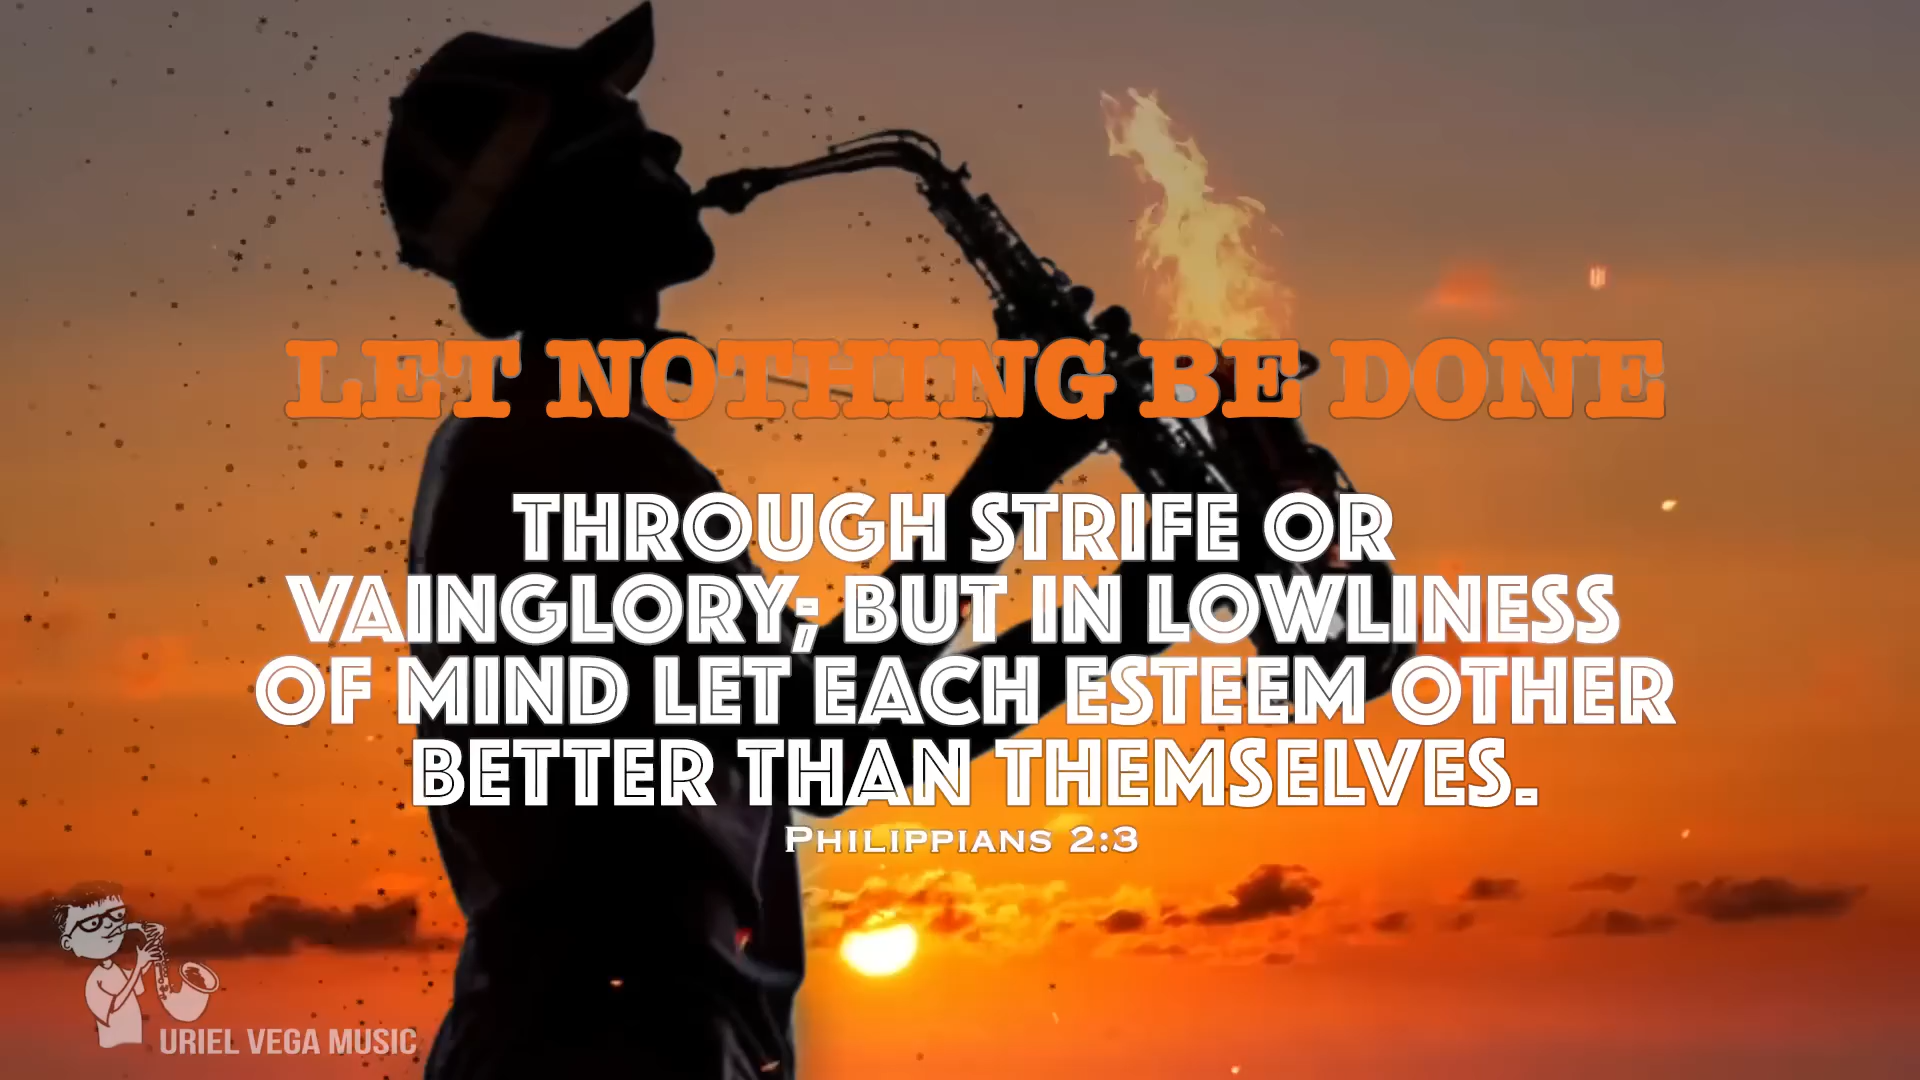 LET NOTHING BE DONE
THROUGH STRIFE OR
VAINGLORY; BUT IN LOWLINESS
OF MIND LET EACH ESTEEM OTHER
BETTER THAN THEMSELVES.
PHILIPPIANS 2:3
URIEL VEGA MUSIC